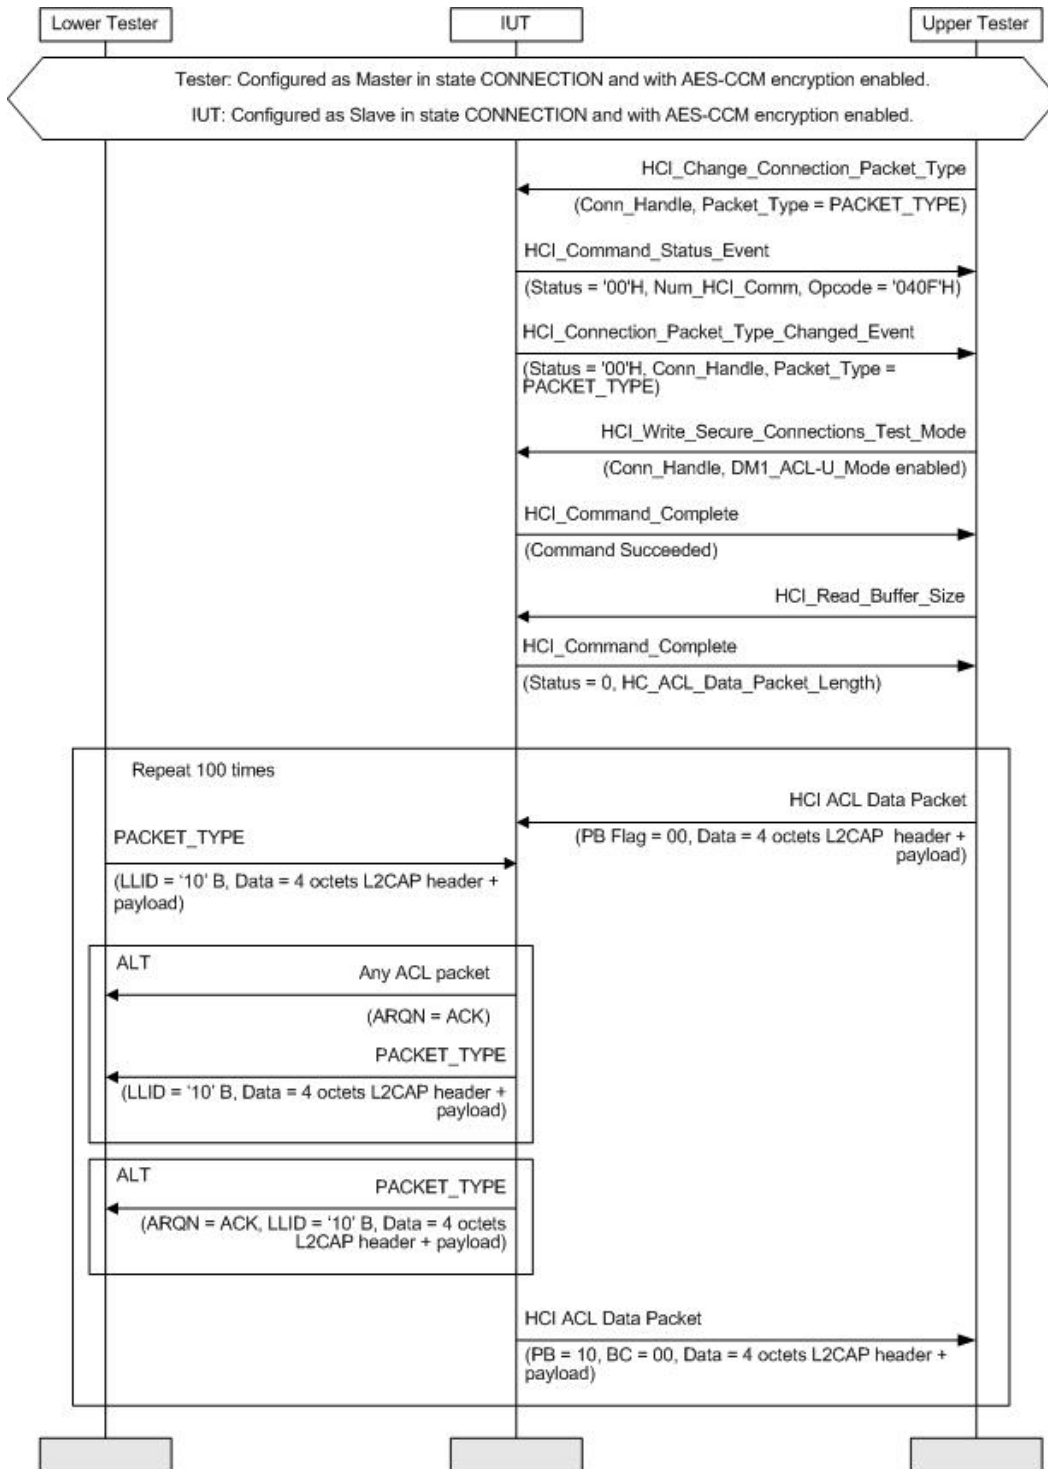 Lower Tester
IUT
Upper Tester
Tester: Configured as Master in state CONNECTION and with AES-CCM encryption enabled.
IUT: Configured as Slave in state CONNECTION and with AES-CCM encryption enabled.
HCI_Change_Connection_Packet_Type
(Conn_Handle, Packet_Type = PACKET_TYPE)
HCI_Command_Status_Event
(Status = '00'H, Num_HCI_Comm, Opcode = '040F'H)
HCI_Connection_Packet_Type_Changed_Event
(Status = '00'H, Conn_Handle, Packet_Type =
PACKET_TYPE)
HCI_Write_Secure_Connections_Test_Mode
(Conn_Handle, DM1_ACL-U_Mode enabled)
HCI_Command_Complete
(Command Succeeded)
HCI_Read_Buffer_Size
HCI_Command_Complete
(Status = 0, HC_ACL_Data_Packet_Length)
Repeat 100 times
HCI ACL Data Packet
(PB Flag = 00, Data = 4 octets L2CAP header +
payload)
PACKET_TYPE
(LLID = ‘10’ B, Data = 4 octets L2CAP header +
payload)
ALT
Any ACL packet
(ARQN = ACK)
PACKET_TYPE
(LLID = ‘10’ B, Data = 4 octets L2CAP header +
payload)
ALT
PACKET_TYPE
(ARQN = ACK, LLID = ‘10’ B, Data = 4 octets
L2CAP header + payload)
HCI ACL Data Packet
(PB = 10, BC = 00, Data = 4 octets L2CAP header +
payload)